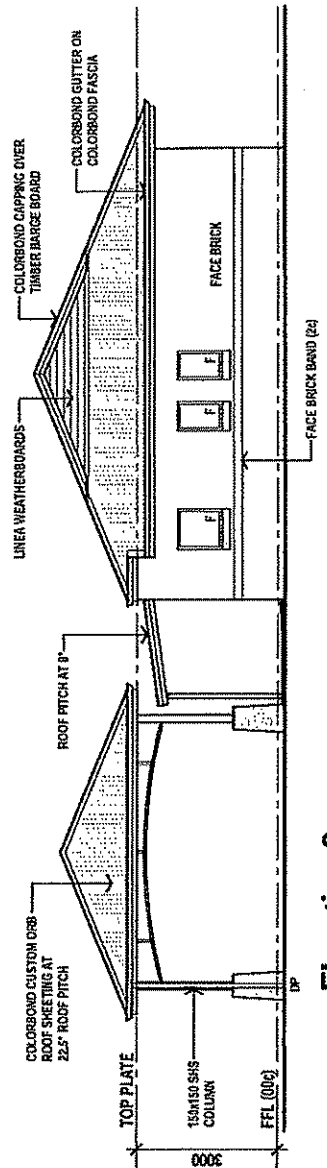 COLORBOND CUSTOM ORB
ROOF SHEETING AT
22.5° ROOF PITCH
ROOF PITCH AT 8°
LINEA WEATHERBOARDS
COLORBOND CAPPING OVER
TIMBER BARGE BOARD
COLORBOND GUTTER ON
COLORBOND FASCIA
TOP PLATE
3000
150x150 SHS
COLUMN
FFL (00c)
DP
F
F
F
FACE BRICK
FACE BRICK BAND (2c)